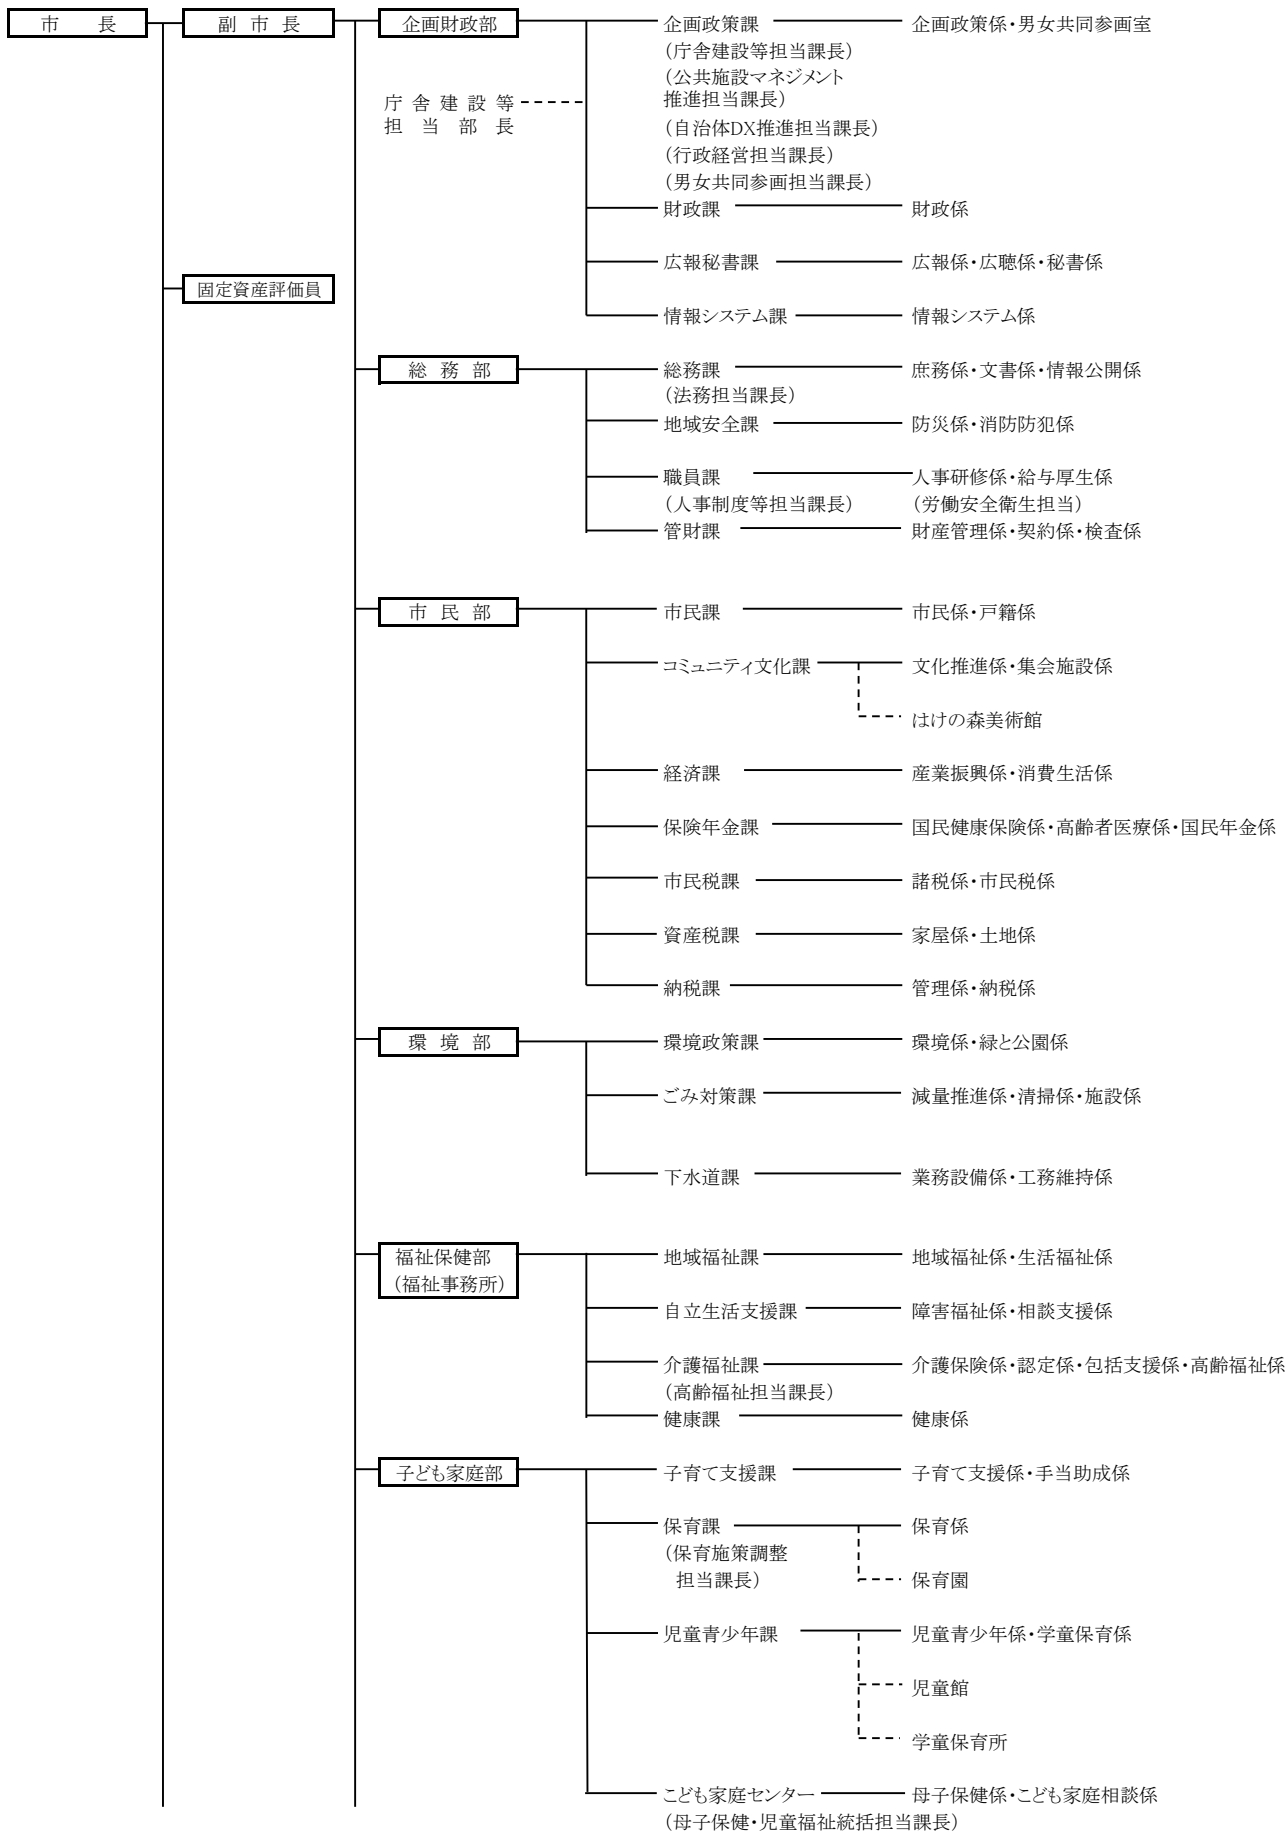 市　　長　副　市　長　企画財政部　企画政策課　企画政策係・男女共同参画室
（庁舎建設等担当課長）
（公共施設マネジメント
推進担当課長）
庁舎建設等
担当部長
（自治体DX推進担当課長）
（行政経営担当課長）
（男女共同参画担当課長）
財政課　財政係
広報秘書課　広報係・広聴係・秘書係
固定資産評価員
情報システム課　情報システム係
総　務　部　総務課　庶務係・文書係・情報公開係
（法務担当課長）
地域安全課　防災係・消防防犯係
職員課　人事研修係・給与厚生係
（人事制度等担当課長）　（労働安全衛生担当）
管財課　財産管理係・契約係・検査係
市　民　部　市民課　市民係・戸籍係
コミュニティ文化課　文化推進係・集会施設係
はけの森美術館
経済課　産業振興係・消費生活係
保険年金課　国民健康保険係・高齢者医療係・国民年金係
市民税課　諸税係・市民税係
資産税課　家屋係・土地係
納税課　管理係・納税係
環　境　部　環境政策課　環境係・緑と公園係
ごみ対策課　減量推進係・清掃係・施設係
下水道課　業務設備係・工務維持係
福祉保健部　地域福祉課　地域福祉係・生活福祉係
（福祉事務所）
自立生活支援課　障害福祉係・相談支援係
介護福祉課　介護保険係・認定係・包括支援係・高齢福祉係
（高齢福祉担当課長）
健康課　健康係
子ども家庭部　子育て支援課　子育て支援係・手当助成係
保育課　保育係
（保育施策調整
担当課長）　保育園
児童青少年課　児童青少年係・学童保育係
児童館
学童保育所
こども家庭センター　母子保健係・こども家庭相談係
（母子保健・児童福祉統括担当課長）